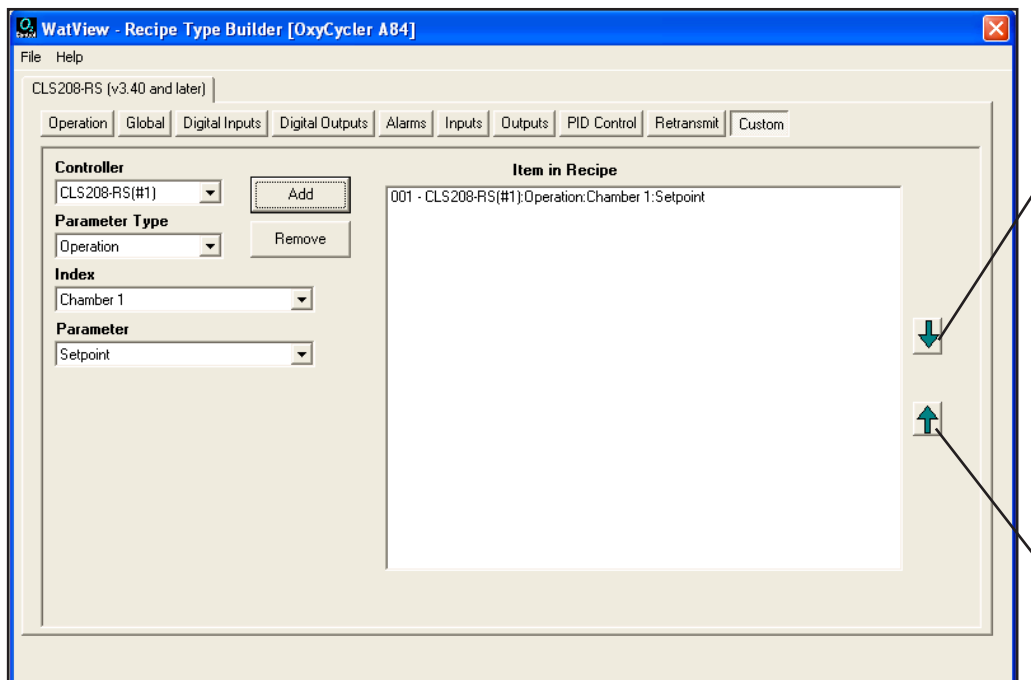 WatView - Recipe Type Builder [OxyCycler A84]
File Help
CLS208-RS (v3.40 and later)
Operation Global Digital Inputs Digital Outputs Alarms Inputs Outputs PID Control Retransmit Custom
Controller
CLS208-RS(#1)
Add
Parameter Type
Operation
Remove
Index
Chamber 1
Parameter
Setpoint
Item in Recipe
001 - CLS208-RS(#1):Operation:Chamber 1:Setpoint